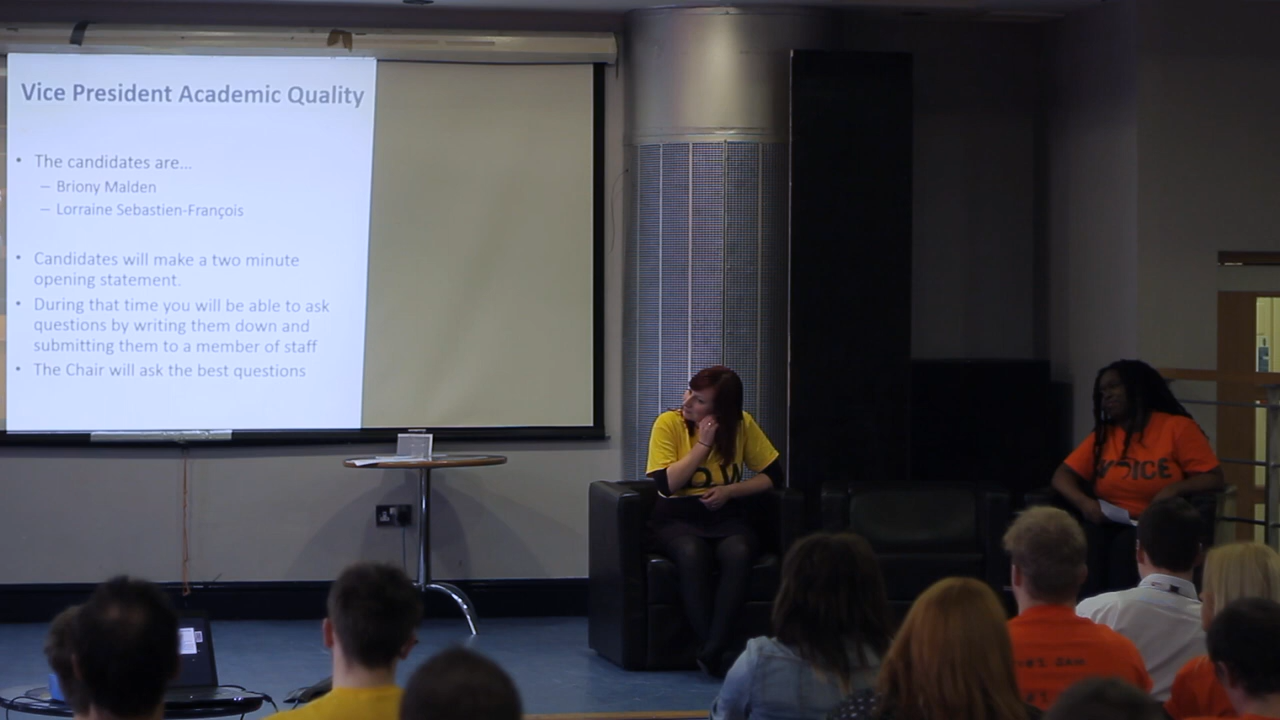 Vice President Academic Quality
• The candidates are...
– Briony Malden
– Lorraine Sebastien-François
• Candidates will make a two minute
opening statement.
• During that time you will be able to ask
questions by writing them down and
submitting them to a member of staff
• The Chair will ask the best questions